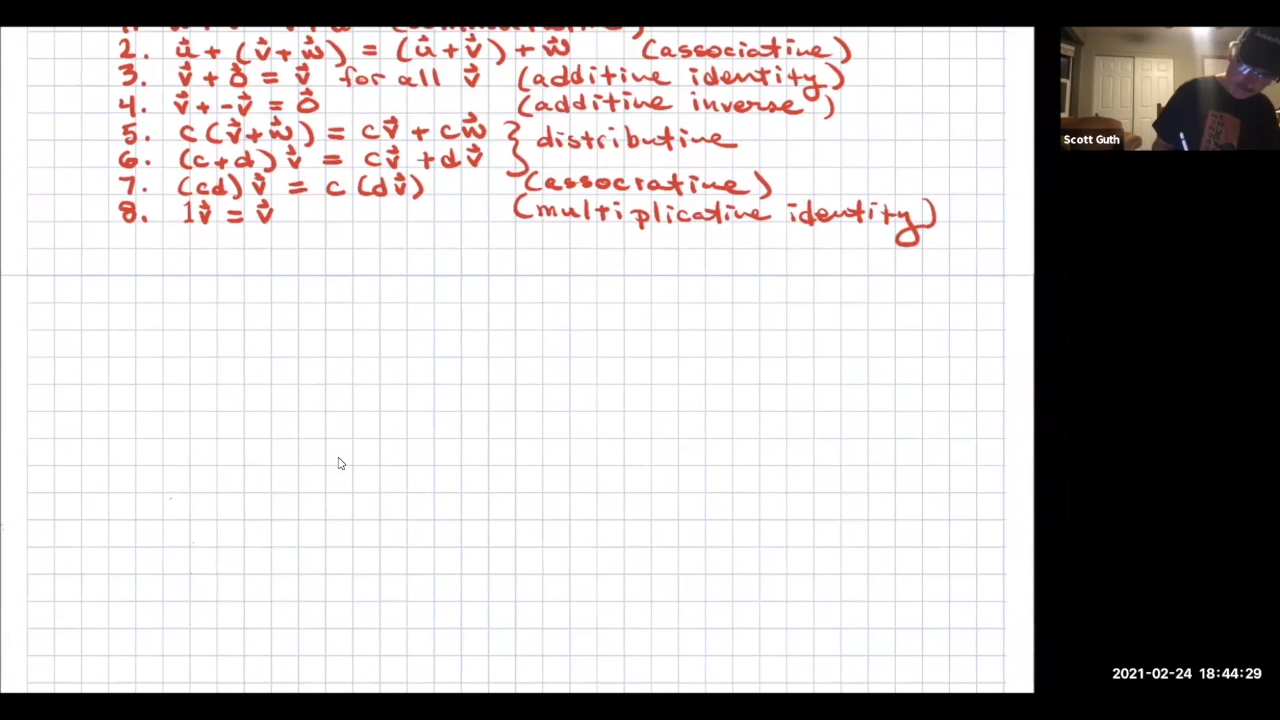 2. u⃗ + (v⃗ + w⃗) = (u⃗ + v⃗) + w⃗ (associative)
3. v⃗ + 0⃗ = v⃗ for all v⃗ (additive identity)
4. v⃗ + -v⃗ = 0⃗ (additive inverse)
5. c(v⃗ + w⃗) = cv⃗ + cw⃗ } distributive
6. (c+d)v⃗ = cv⃗ + dv⃗
7. (cd)v⃗ = c(dv⃗) (associative)
8. 1v⃗ = v⃗ (multiplicative identity)
Scott Guth
2021-02-24 18:44:29